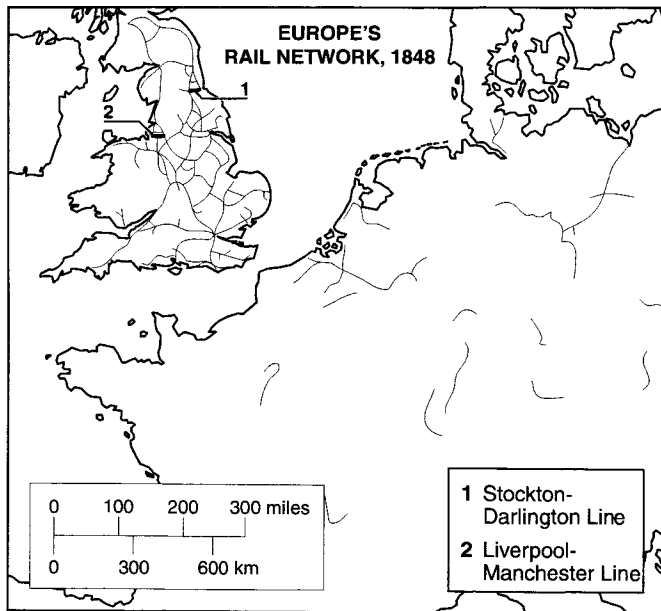 EUROPE'S
RAIL NETWORK, 1848
1
2
0 100 200 300 miles
0 300 600 km
1 Stockton-
Darlington Line
2 Liverpool-
Manchester Line